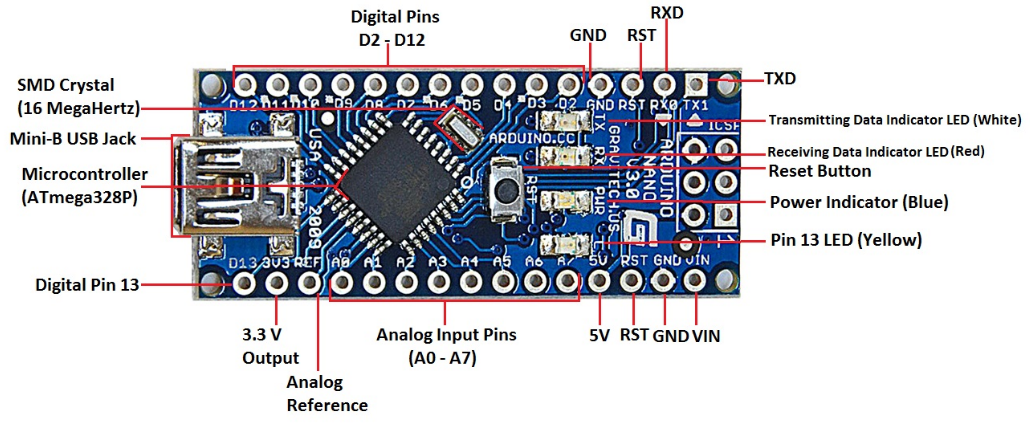 Digital Pins
D2 - D12
RXD
GND
RST
TXD
SMD Crystal
(16 MegaHertz)
Mini-B USB Jack
Microcontroller
(ATmega328P)
Digital Pin 13
Transmitting Data Indicator LED (White)
Receiving Data Indicator LED (Red)
Reset Button
Power Indicator (Blue)
Pin 13 LED (Yellow)
D12 D11 D10 D9 D8 D7 D6 D5 D4 D3 D2 GND RST RX0 TX1
ICSP
ARDUINO.CC
TX
RX
PWR
L
RST
USA
2009
GRAVITECH.US
ARDUINO
NANO
V3.0
G
D13 3V3 REF A0 A1 A2 A3 A4 A5 A6 A7 5V RST GND VIN
3.3 V
Output
Analog
Reference
Analog Input Pins
(A0 - A7)
5V
RST
GND
VIN